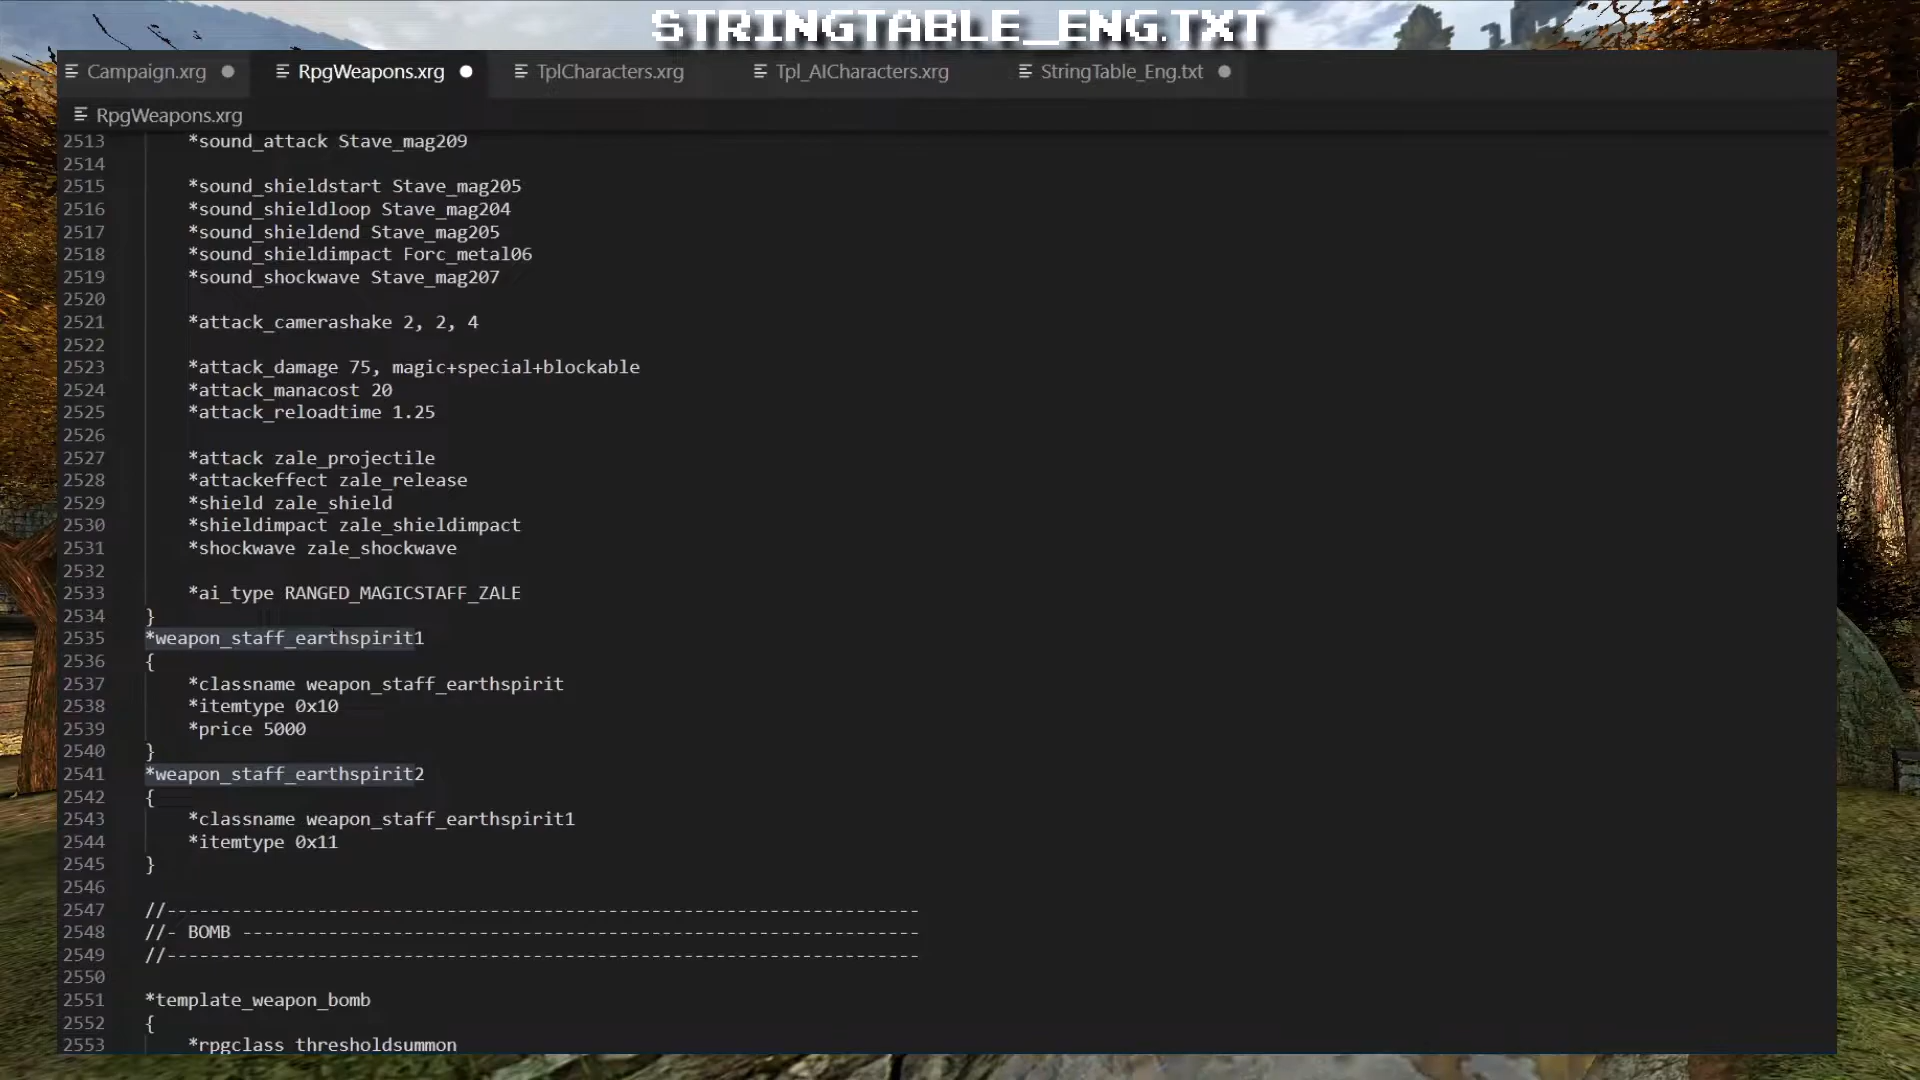 STRINGTABLE_ENG.TXT
Campaign.xrg RpgWeapons.xrg TplCharacters.xrg Tpl_AICharacters.xrg StringTable_Eng.txt
RpgWeapons.xrg
2513 *sound_attack Stave_mag209
2514
2515 *sound_shieldstart Stave_mag205
2516 *sound_shieldloop Stave_mag204
2517 *sound_shieldend Stave_mag205
2518 *sound_shieldimpact Forc_metal06
2519 *sound_shockwave Stave_mag207
2520
2521 *attack_camerashake 2, 2, 4
2522
2523 *attack_damage 75, magic+special+blockable
2524 *attack_manacost 20
2525 *attack_reloadtime 1.25
2526
2527 *attack zale_projectile
2528 *attackeffect zale_release
2529 *shield zale_shield
2530 *shieldimpact zale_shieldimpact
2531 *shockwave zale_shockwave
2532
2533 *ai_type RANGED_MAGICSTAFF_ZALE
2534 }
2535 *weapon_staff_earthspirit1
2536 {
2537 *classname weapon_staff_earthspirit
2538 *itemtype 0x10
2539 *price 5000
2540 }
2541 *weapon_staff_earthspirit2
2542 {
2543 *classname weapon_staff_earthspirit1
2544 *itemtype 0x11
2545 }
2546
2547 //----------------------------------------------------------------------
2548 //- BOMB ---------------------------------------------------------------
2549 //----------------------------------------------------------------------
2550
2551 *template_weapon_bomb
2552 {
2553 *rpgclass thresholdsummon